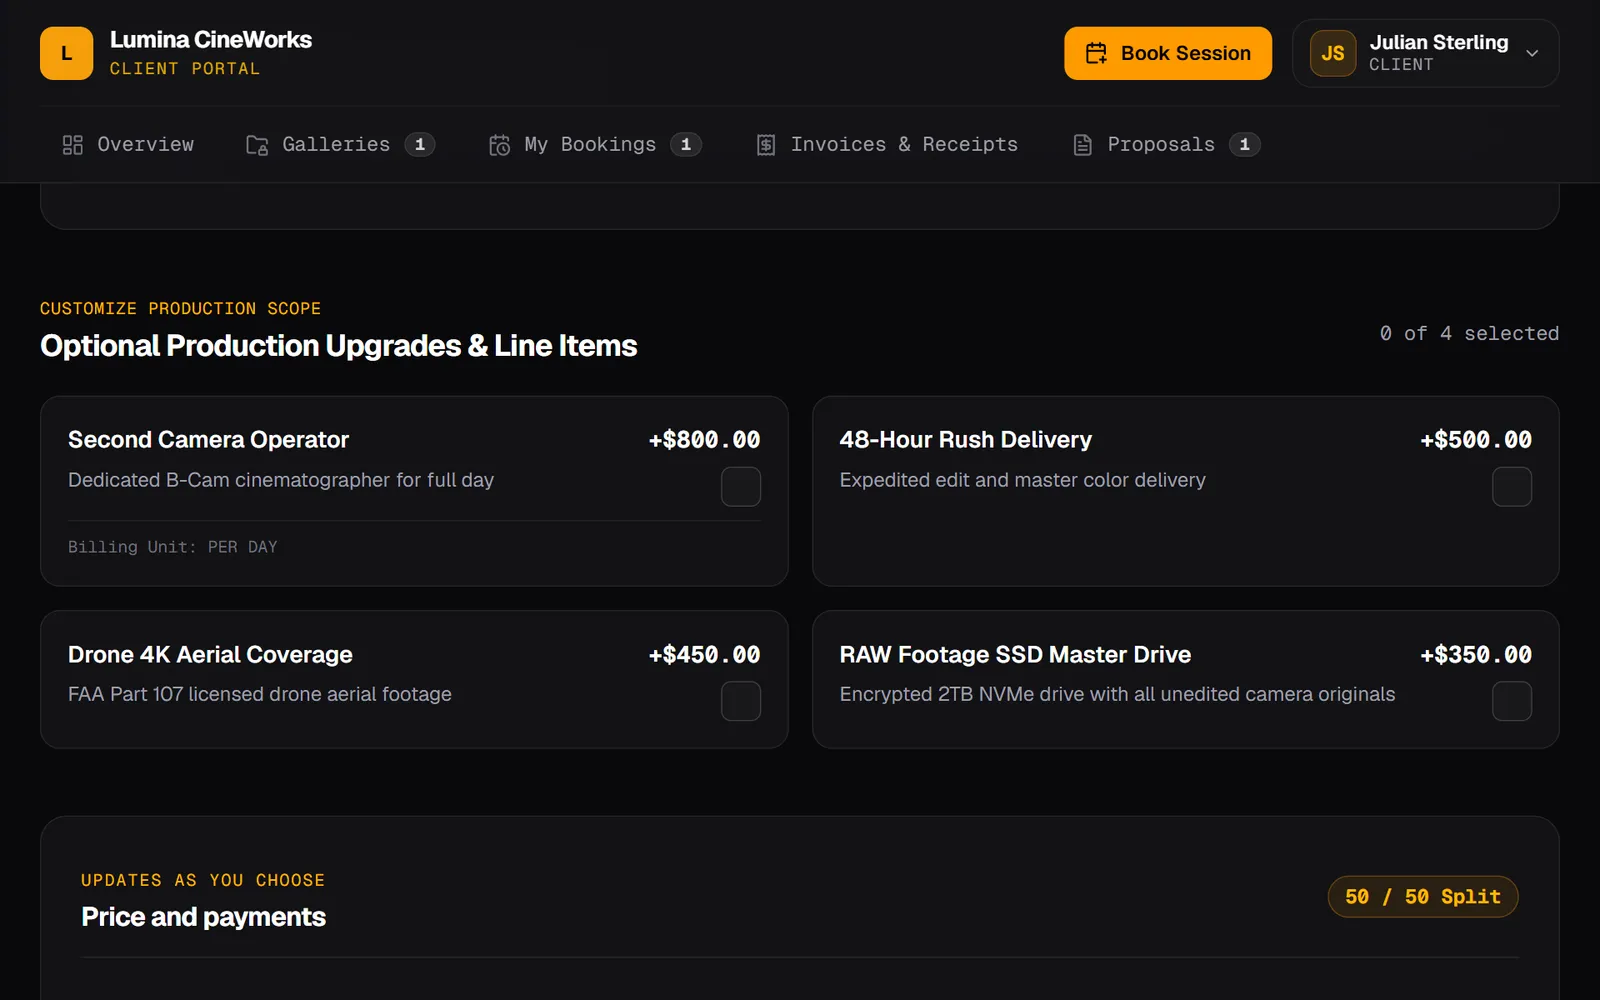 L
Lumina CineWorks
CLIENT PORTAL
Book Session
JS
Julian Sterling
CLIENT
Overview
Galleries 1
My Bookings 1
Invoices & Receipts
Proposals 1
CUSTOMIZE PRODUCTION SCOPE
Optional Production Upgrades & Line Items
0 of 4 selected
Second Camera Operator +$800.00
Dedicated B-Cam cinematographer for full day
Billing Unit: PER DAY
48-Hour Rush Delivery +$500.00
Expedited edit and master color delivery
Drone 4K Aerial Coverage +$450.00
FAA Part 107 licensed drone aerial footage
RAW Footage SSD Master Drive +$350.00
Encrypted 2TB NVMe drive with all unedited camera originals
UPDATES AS YOU CHOOSE
Price and payments
50 / 50 Split